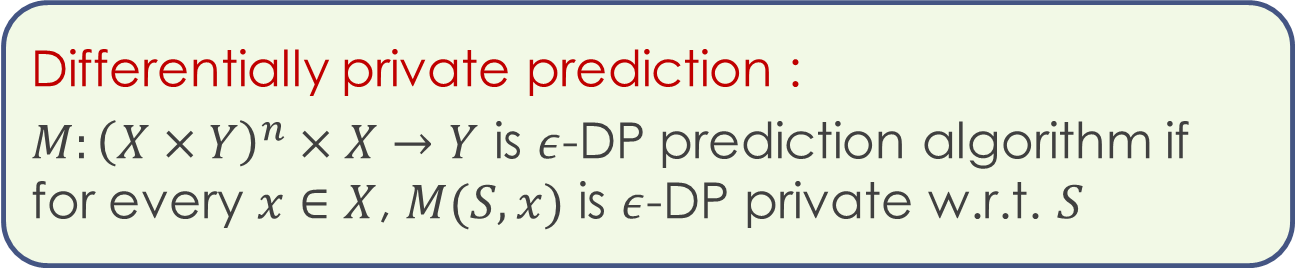 Differentially private prediction :
𝑀: (𝑋 × 𝑌)ⁿ × 𝑋 → 𝑌 is 𝜖-DP prediction algorithm if
for every 𝑥 ∈ 𝑋, 𝑀(𝑆, 𝑥) is 𝜖-DP private w.r.t. 𝑆